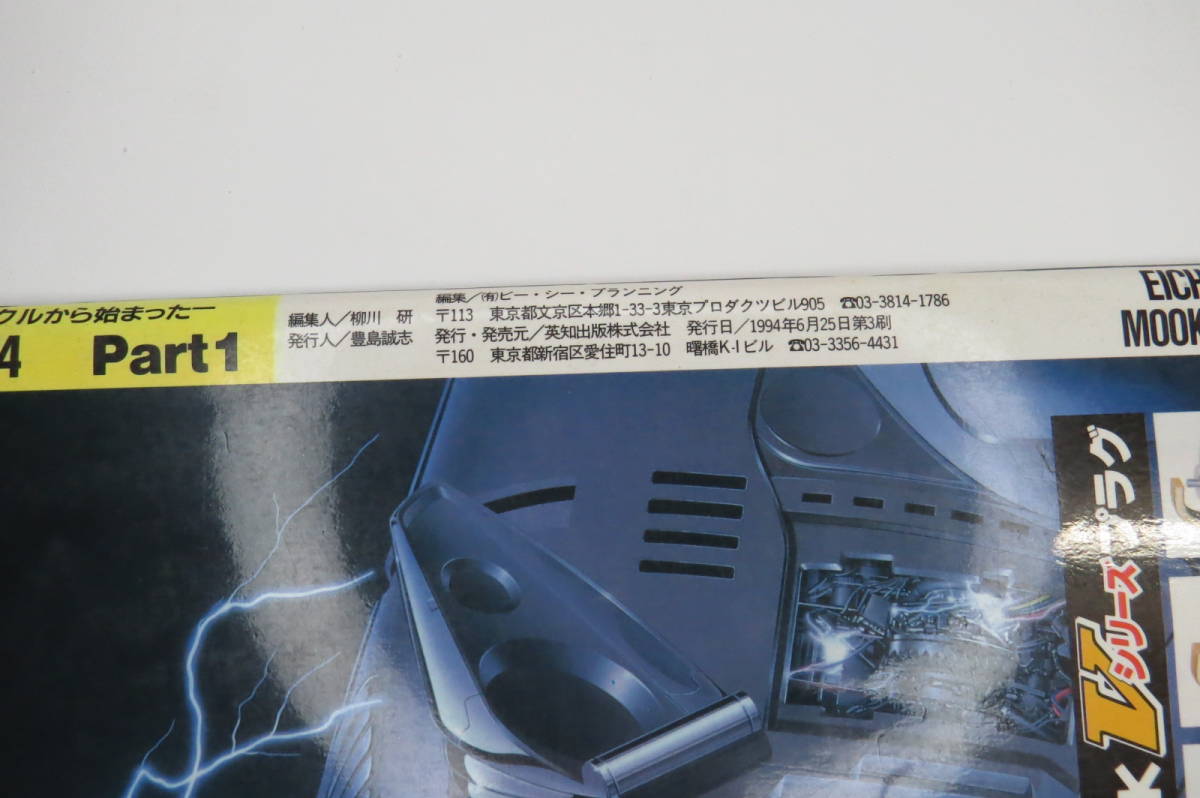 クルから始まったー
4 Part1
編集人／柳川 研
発行人／豊島誠志
編集／(有)ビー・シー・プランニング
〒113 東京都文京区本郷1-33-3東京プロダクツビル905 ☎03-3814-1786
発行・発売元／英知出版株式会社 発行日／1994年6月25日第3刷
〒160 東京都新宿区愛住町13-10 曙橋K-Iビル ☎03-3356-4431
EICH
MOOK
Vシリーズプラグ
K